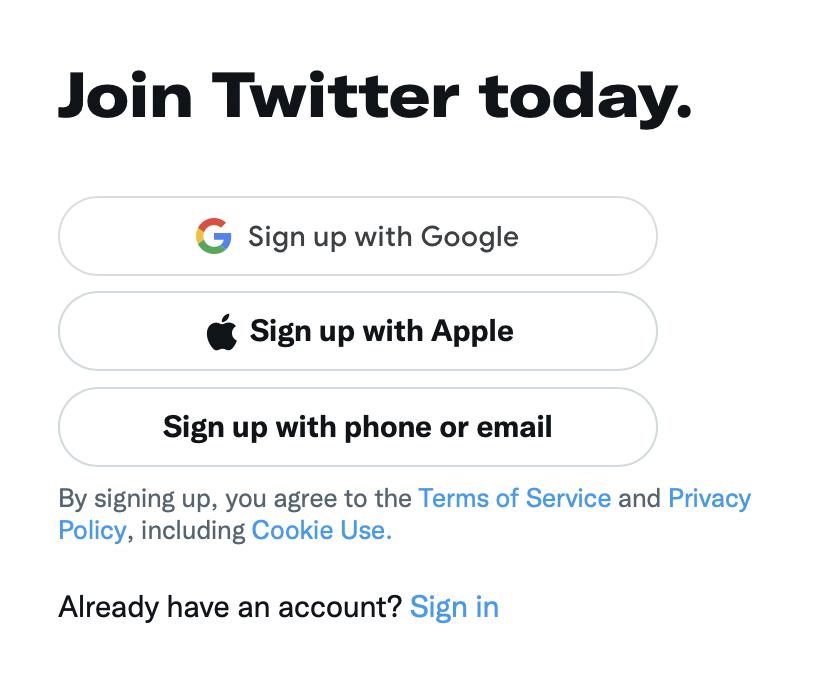 Join Twitter today.
Sign up with Google
Sign up with Apple
Sign up with phone or email
By signing up, you agree to the Terms of Service and Privacy
Policy, including Cookie Use.
Already have an account? Sign in